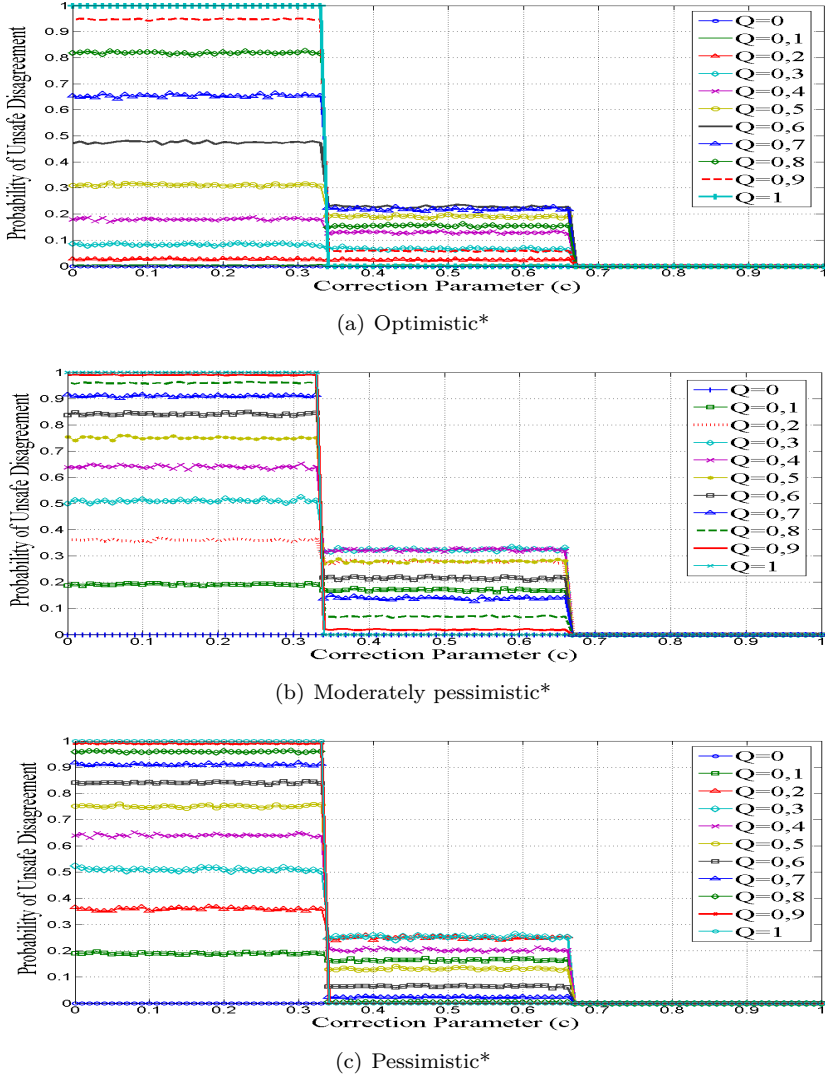 Probability of Unsafe Disagreement
1
0.9
0.8
0.7
0.6
0.5
0.4
0.3
0.2
0.1
0
0
0.1
0.2
0.3
0.4
0.5
0.6
0.7
0.8
0.9
1
Correction Parameter (c)
Q=0
Q=0,1
Q=0,2
Q=0,3
Q=0,4
Q=0,5
Q=0,6
Q=0,7
Q=0,8
Q=0,9
Q=1
(a) Optimistic*
Probability of Unsafe Disagreement
1
0.9
0.8
0.7
0.6
0.5
0.4
0.3
0.2
0.1
0
0
0.1
0.2
0.3
0.4
0.5
0.6
0.7
0.8
0.9
1
Correction Parameter (c)
Q=0
Q=0,1
Q=0,2
Q=0,3
Q=0,4
Q=0,5
Q=0,6
Q=0,7
Q=0,8
Q=0,9
Q=1
(b) Moderately pessimistic*
Probability of Unsafe Disagreement
1
0.9
0.8
0.7
0.6
0.5
0.4
0.3
0.2
0.1
0
0
0.1
0.2
0.3
0.4
0.5
0.6
0.7
0.8
0.9
1
Correction Parameter (c)
Q=0
Q=0,1
Q=0,2
Q=0,3
Q=0,4
Q=0,5
Q=0,6
Q=0,7
Q=0,8
Q=0,9
Q=1
(c) Pessimistic*